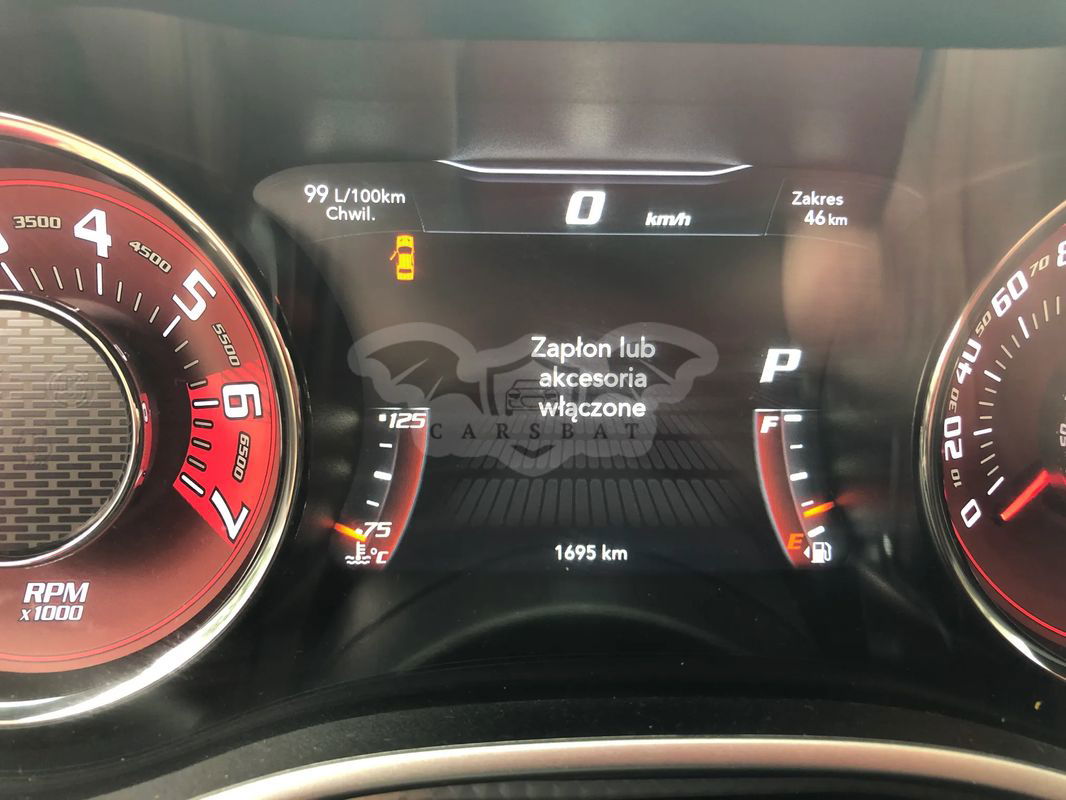 99 L/100km
Chwil.
0 km/h
Zakres
46 km
3500
4
4500
5
5500
6
6500
7
RPM
x1000
Zapłon lub
akcesoria
włączone
CARSBAT
P
125
75
°C
F
E
1695 km
0
10
20
30
40
50
60
70